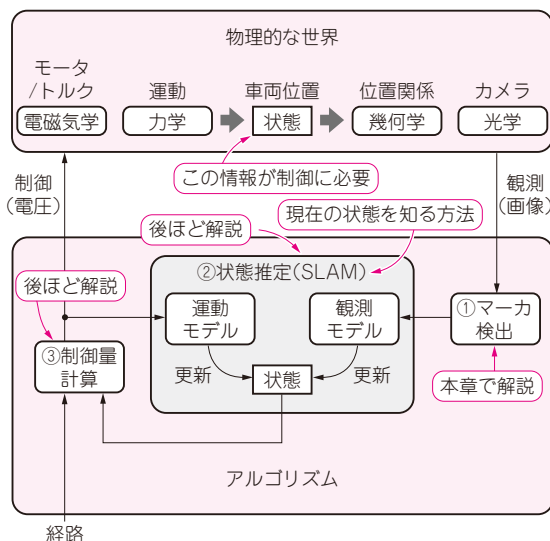 物理的な世界
モータ
/トルク
運動
車両位置
位置関係
カメラ
電磁気学
力学
状態
幾何学
光学
この情報が制御に必要
制御
(電圧)
観測
(画像)
現在の状態を知る方法
後ほど解説
②状態推定(SLAM)
後ほど解説
運動
モデル
観測
モデル
①マーカ
検出
③制御量
計算
更新
状態
更新
本章で解説
アルゴリズム
経路